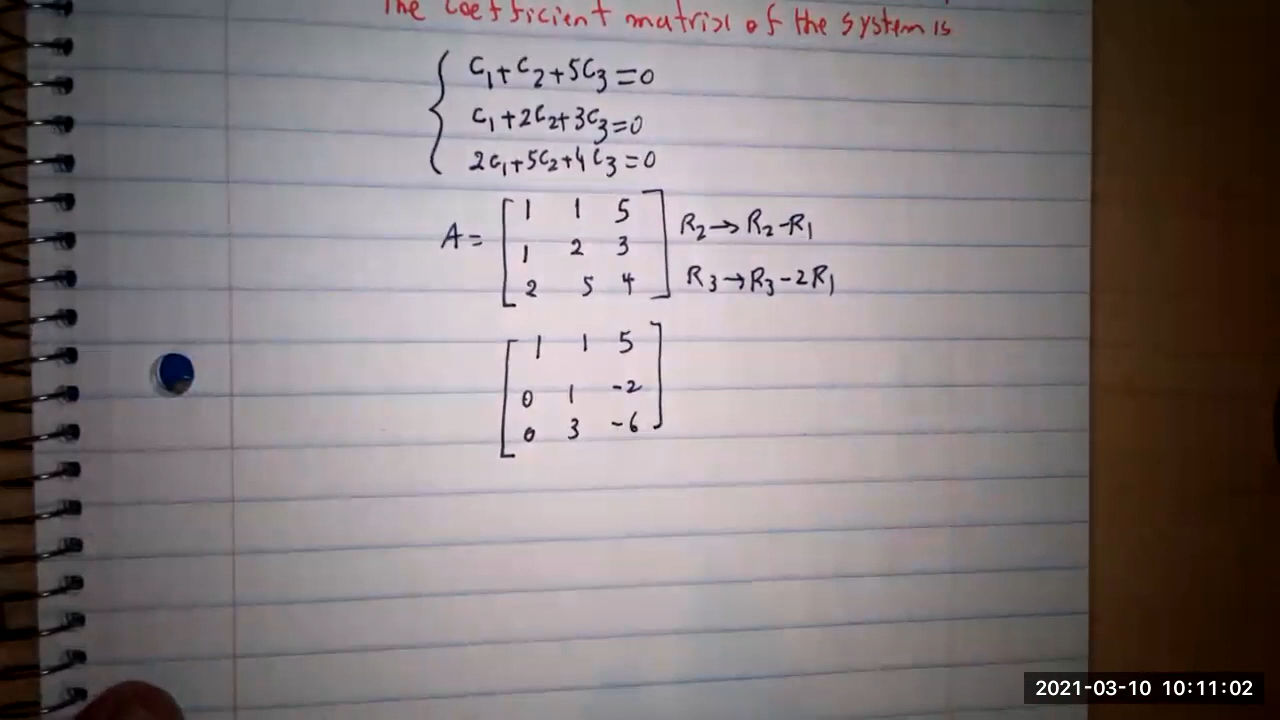 The Coefficient matrix of the system is
C₁+C₂+5C₃=0
C₁+2C₂+3C₃=0
2C₁+5C₂+4C₃=0
A= [1 1 5
1 2 3
2 5 4]
R₂→R₂-R₁
R₃→R₃-2R₁
[1 1 5
0 1 -2
0 3 -6]
2021-03-10 10:11:02